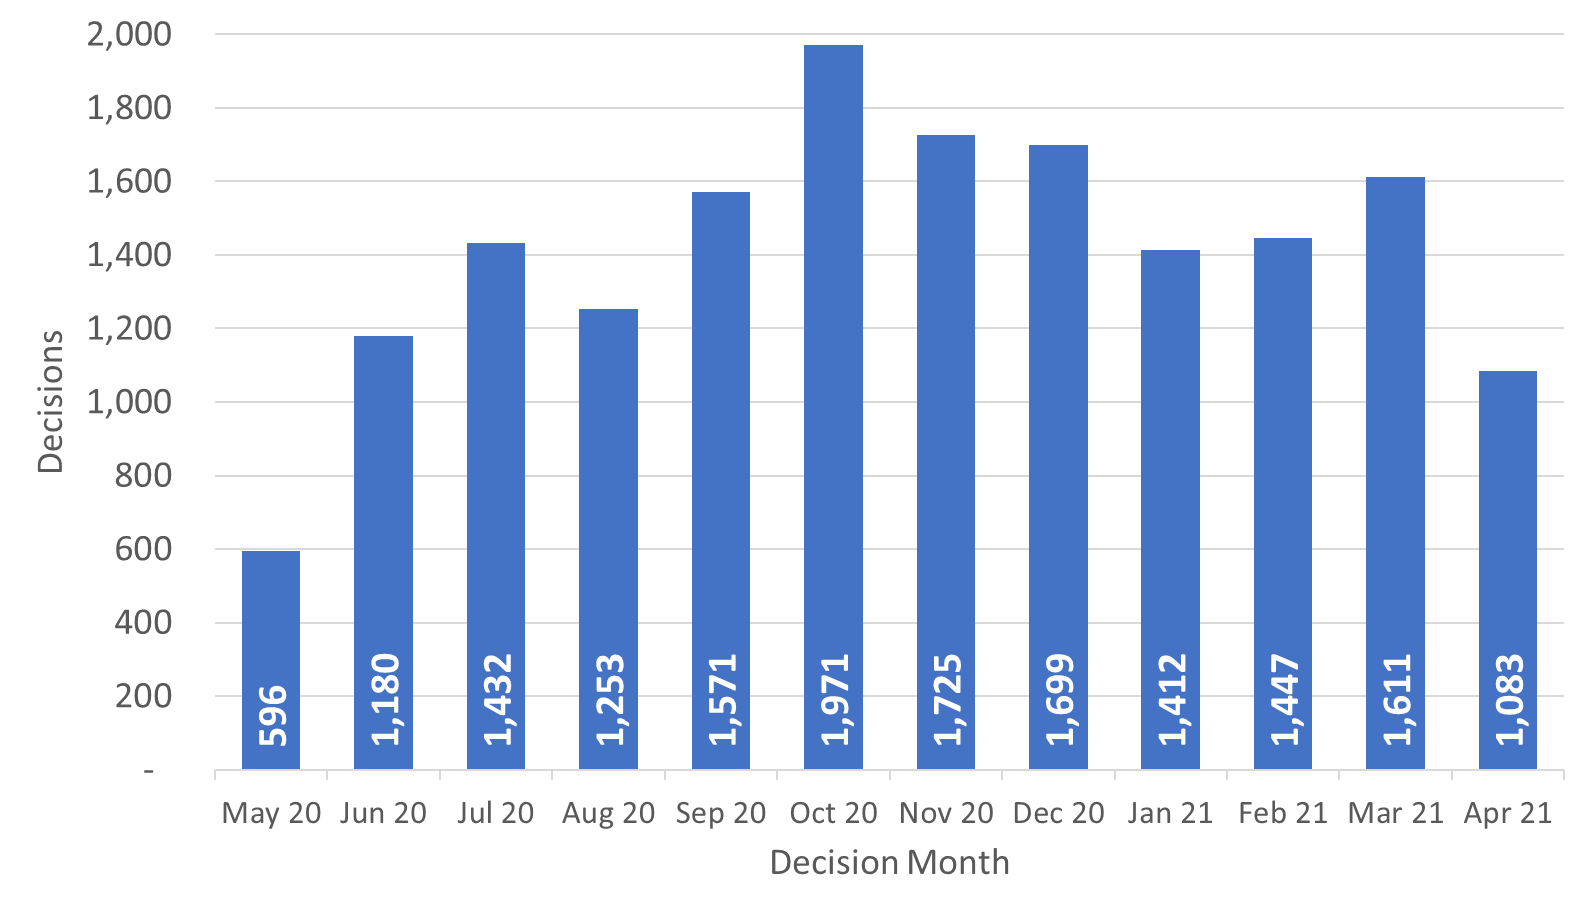 2,000
1,800
1,600
1,400
1,200
1,000
800
600
400
200
-
Decisions
596
1,180
1,432
1,253
1,571
1,971
1,725
1,699
1,412
1,447
1,611
1,083
May 20
Jun 20
Jul 20
Aug 20
Sep 20
Oct 20
Nov 20
Dec 20
Jan 21
Feb 21
Mar 21
Apr 21
Decision Month